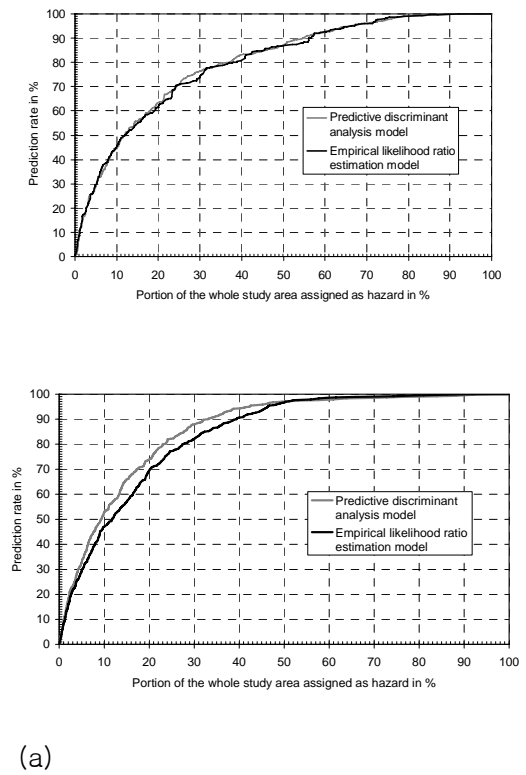 100
90
80
70
60
50
40
30
20
10
0
Prediction rate in %
Predictive discriminant
analysis model
Empirical likelihood ratio
estimation model
0 10 20 30 40 50 60 70 80 90 100
Portion of the whole study area assigned as hazard in %
100
90
80
70
60
50
40
30
20
10
0
Prediction rate in %
Predictive discriminant
analysis model
Empirical likelihood ratio
estimation model
0 10 20 30 40 50 60 70 80 90 100
Portion of the whole study area assigned as hazard in %
(a)